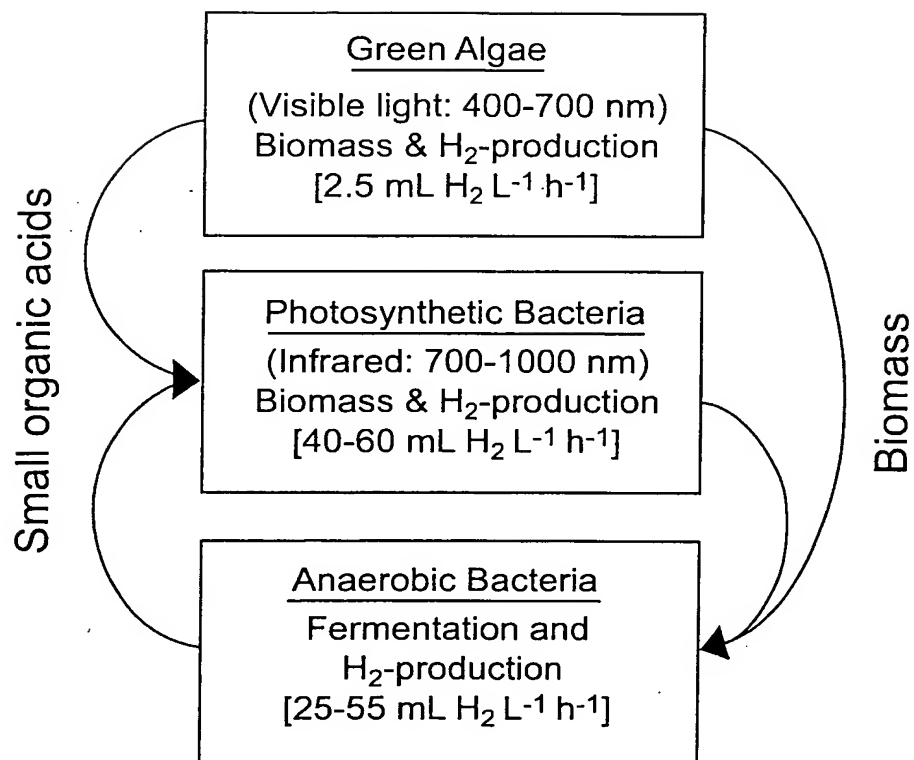 Green Algae
(Visible light: 400-700 nm)
Biomass & H₂-production
[2.5 mL H₂ L⁻¹ h⁻¹]
Small organic acids
Photosynthetic Bacteria
(Infrared: 700-1000 nm)
Biomass & H₂-production
[40-60 mL H₂ L⁻¹ h⁻¹]
Biomass
Anaerobic Bacteria
Fermentation and
H₂-production
[25-55 mL H₂ L⁻¹ h⁻¹]